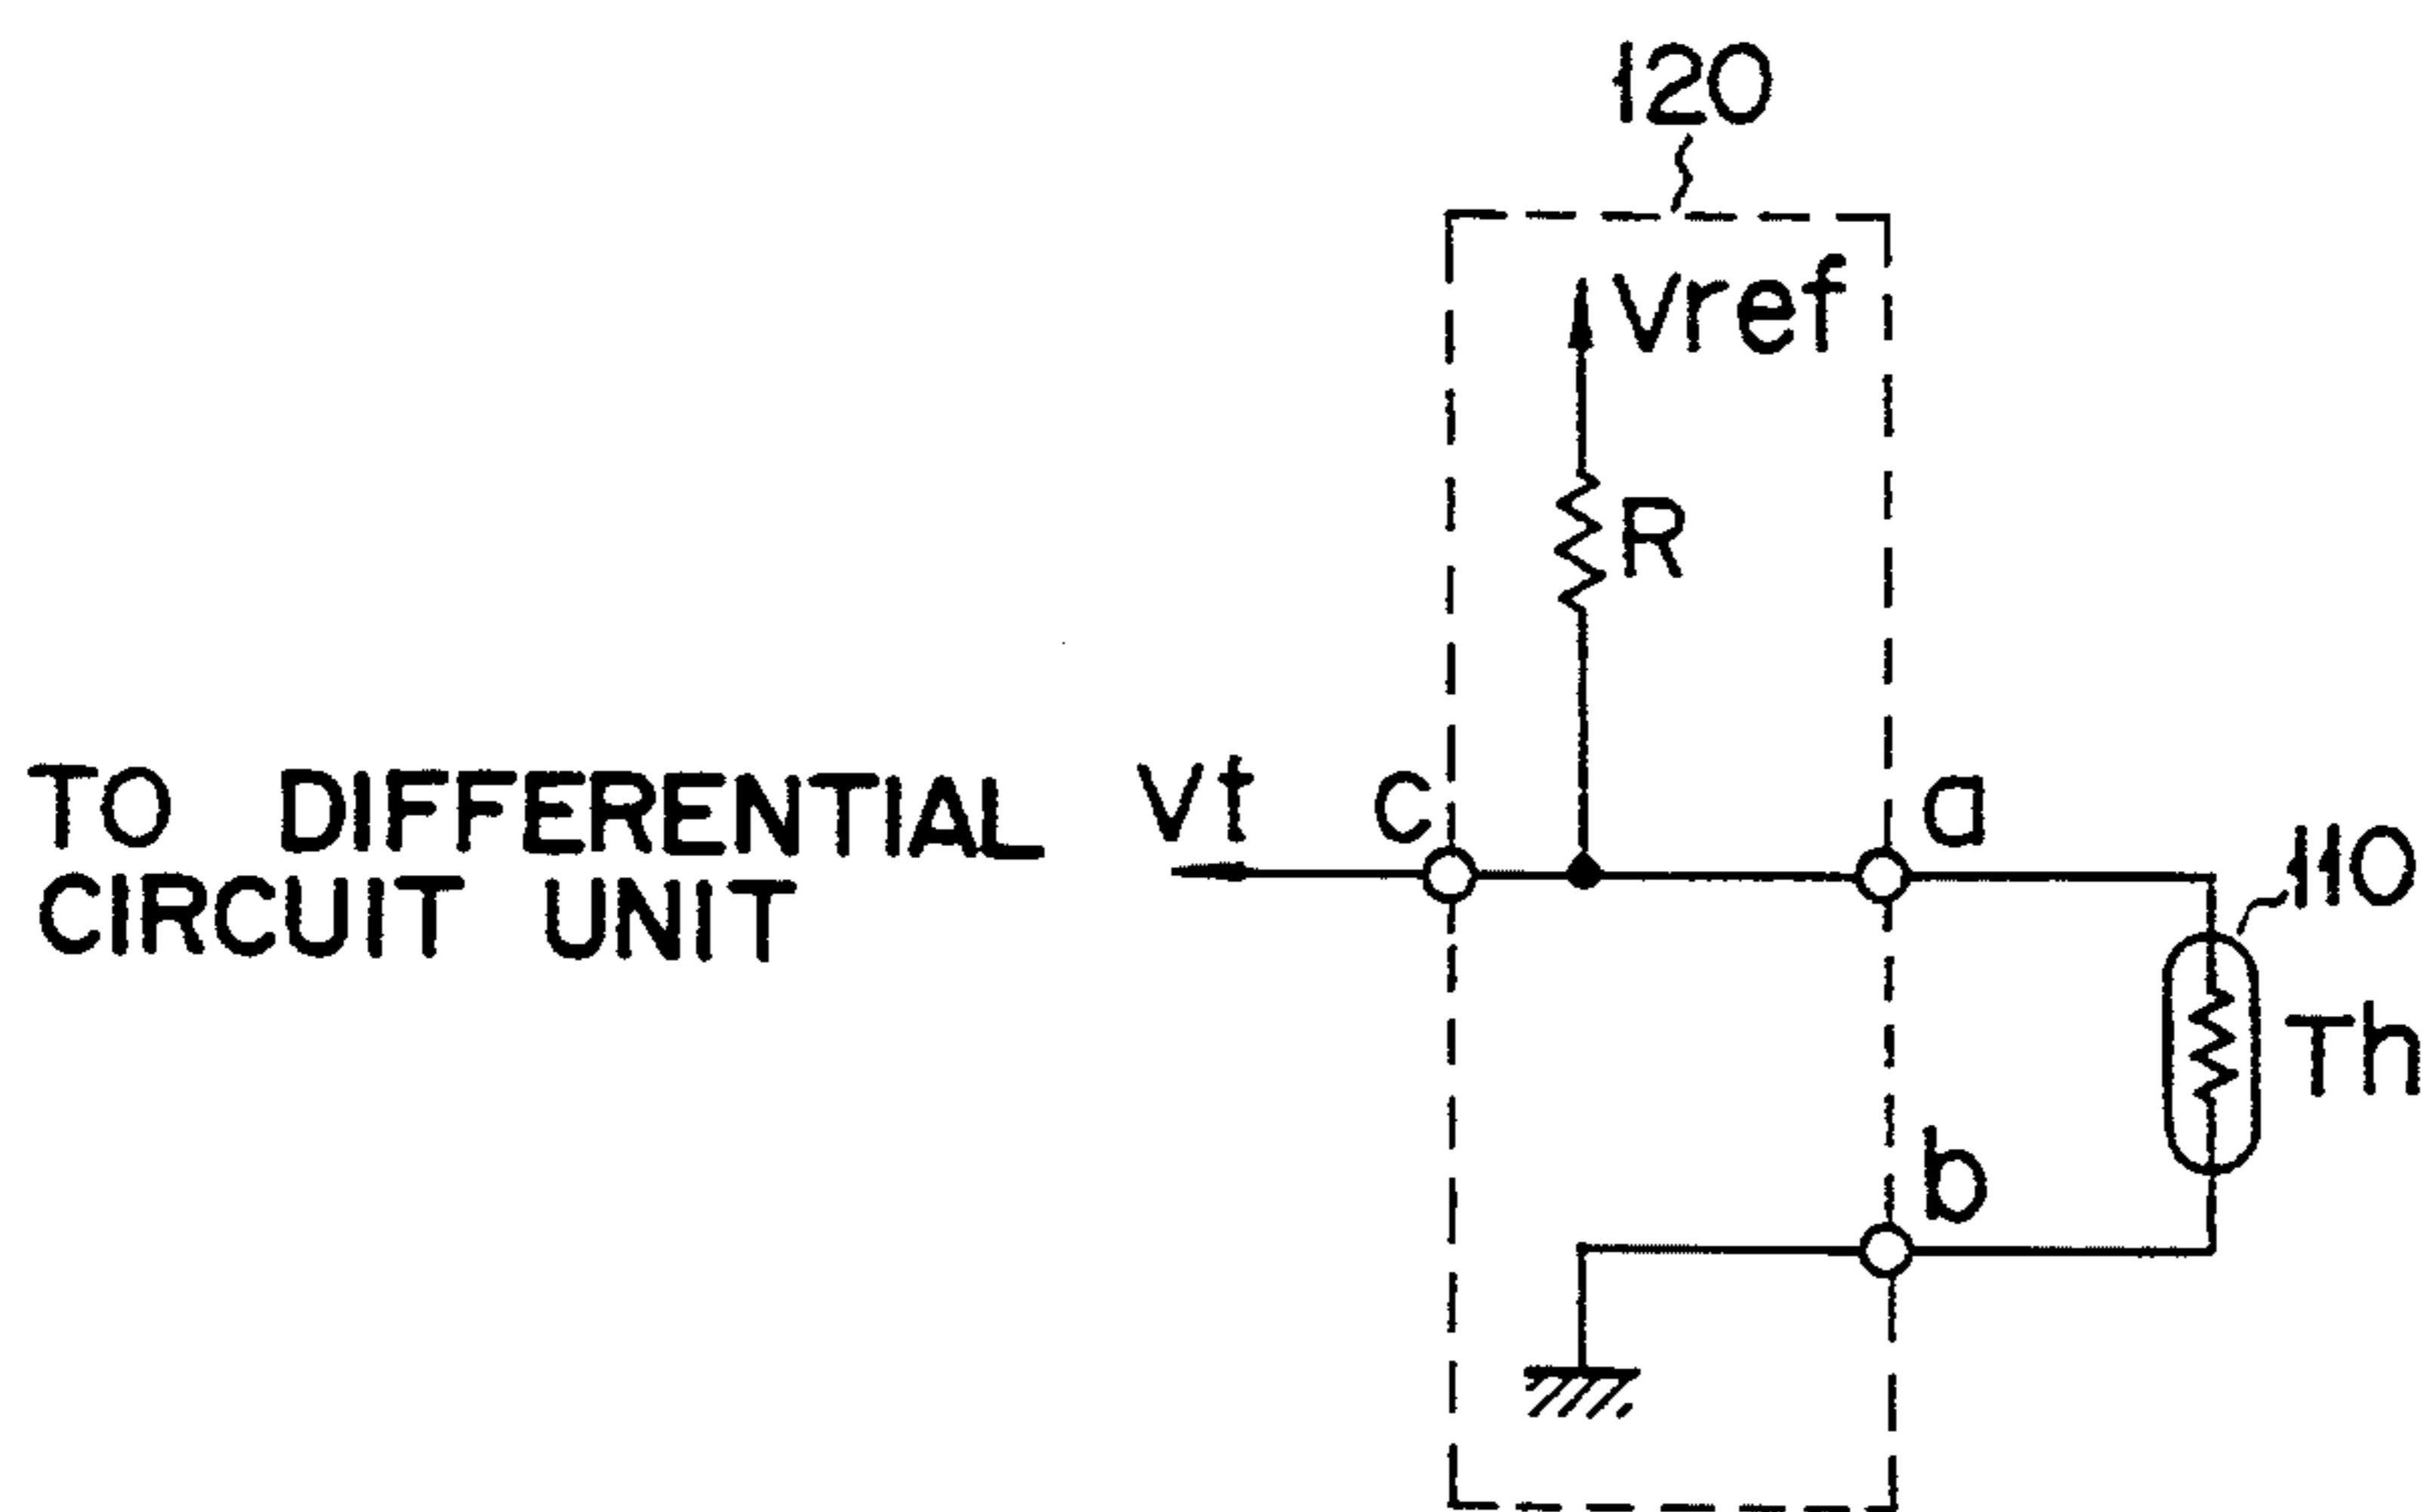 120
Vref
R
TO DIFFERENTIAL
CIRCUIT UNIT
Vt
c
a
110
Th
b